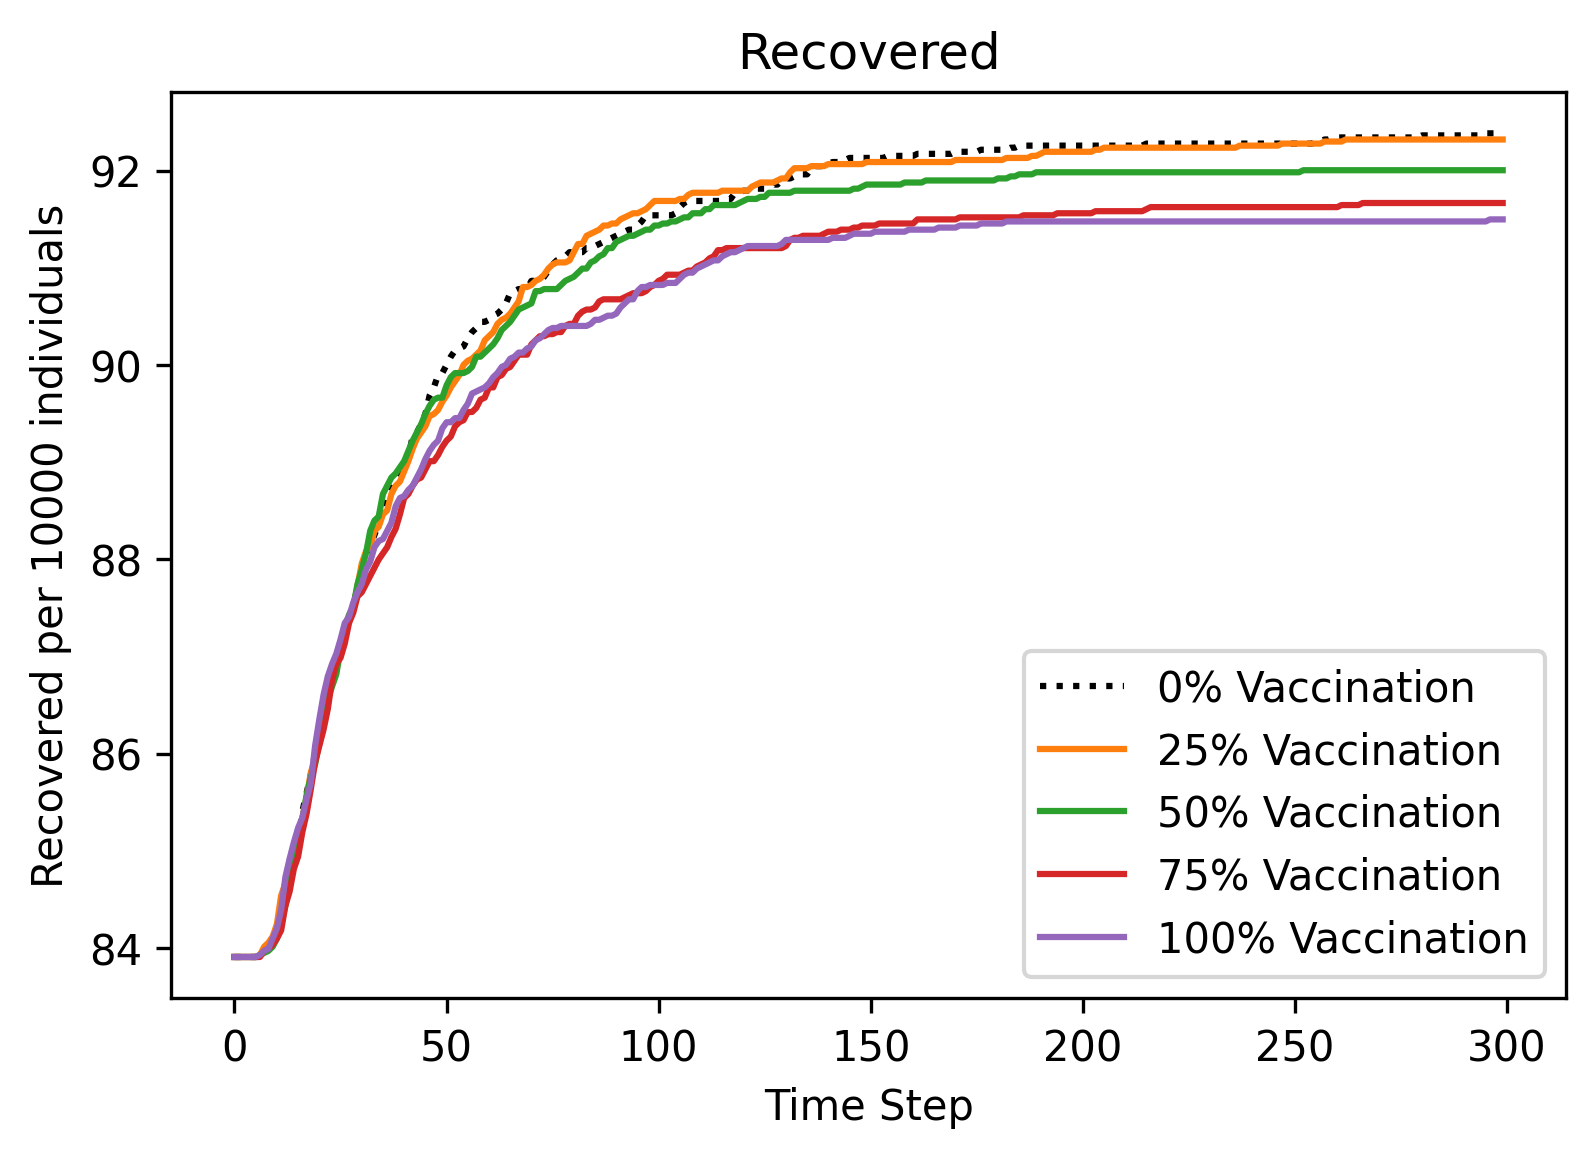 Recovered
Recovered per 10000 individuals
92
90
88
86
84
0% Vaccination
25% Vaccination
50% Vaccination
75% Vaccination
100% Vaccination
0 50 100 150 200 250 300
Time Step